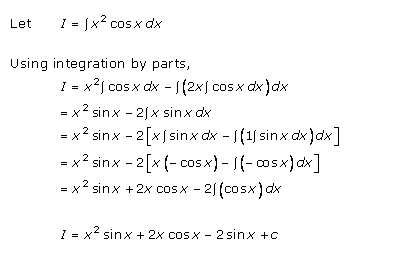 Let I = ∫x² cos x dx
Using integration by parts,
I = x²∫ cos x dx − ∫(2x∫ cos x dx)dx
= x² sin x − 2∫x sin x dx
= x² sin x − 2[x∫ sin x dx − ∫(1∫ sin x dx)dx]
= x² sin x − 2[x(− cos x) − ∫(− cos x)dx]
= x² sin x + 2x cos x − 2∫(cos x)dx
I = x² sin x + 2x cos x − 2 sin x + c